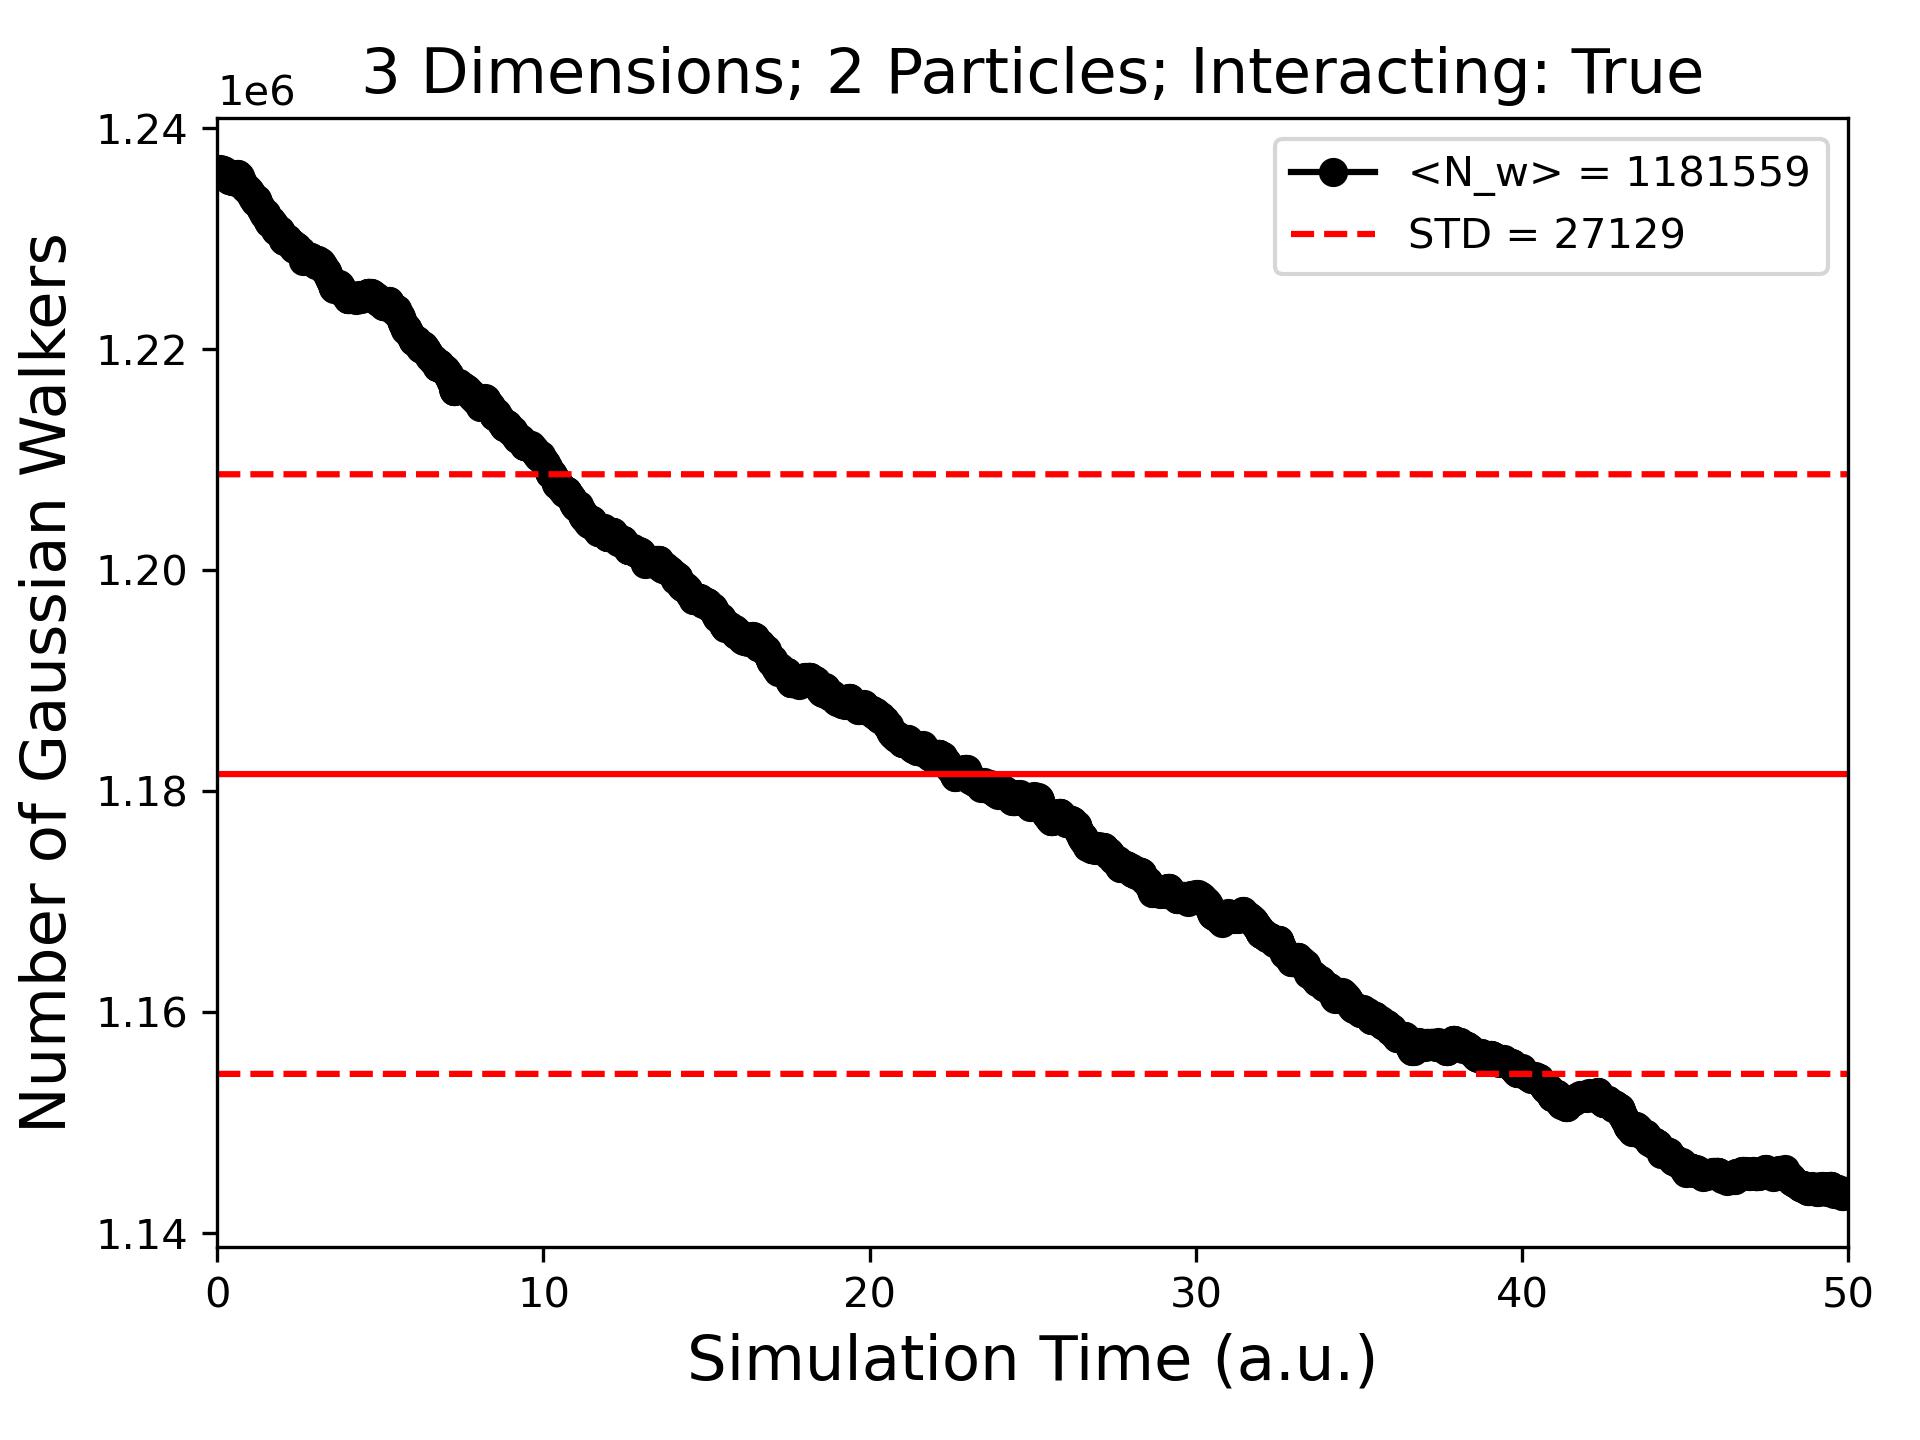 3 Dimensions; 2 Particles; Interacting: True
1e6
1.24
1.22
1.20
1.18
1.16
1.14
Number of Gaussian Walkers
<N_w> = 1181559
STD = 27129
0 10 20 30 40 50
Simulation Time (a.u.)